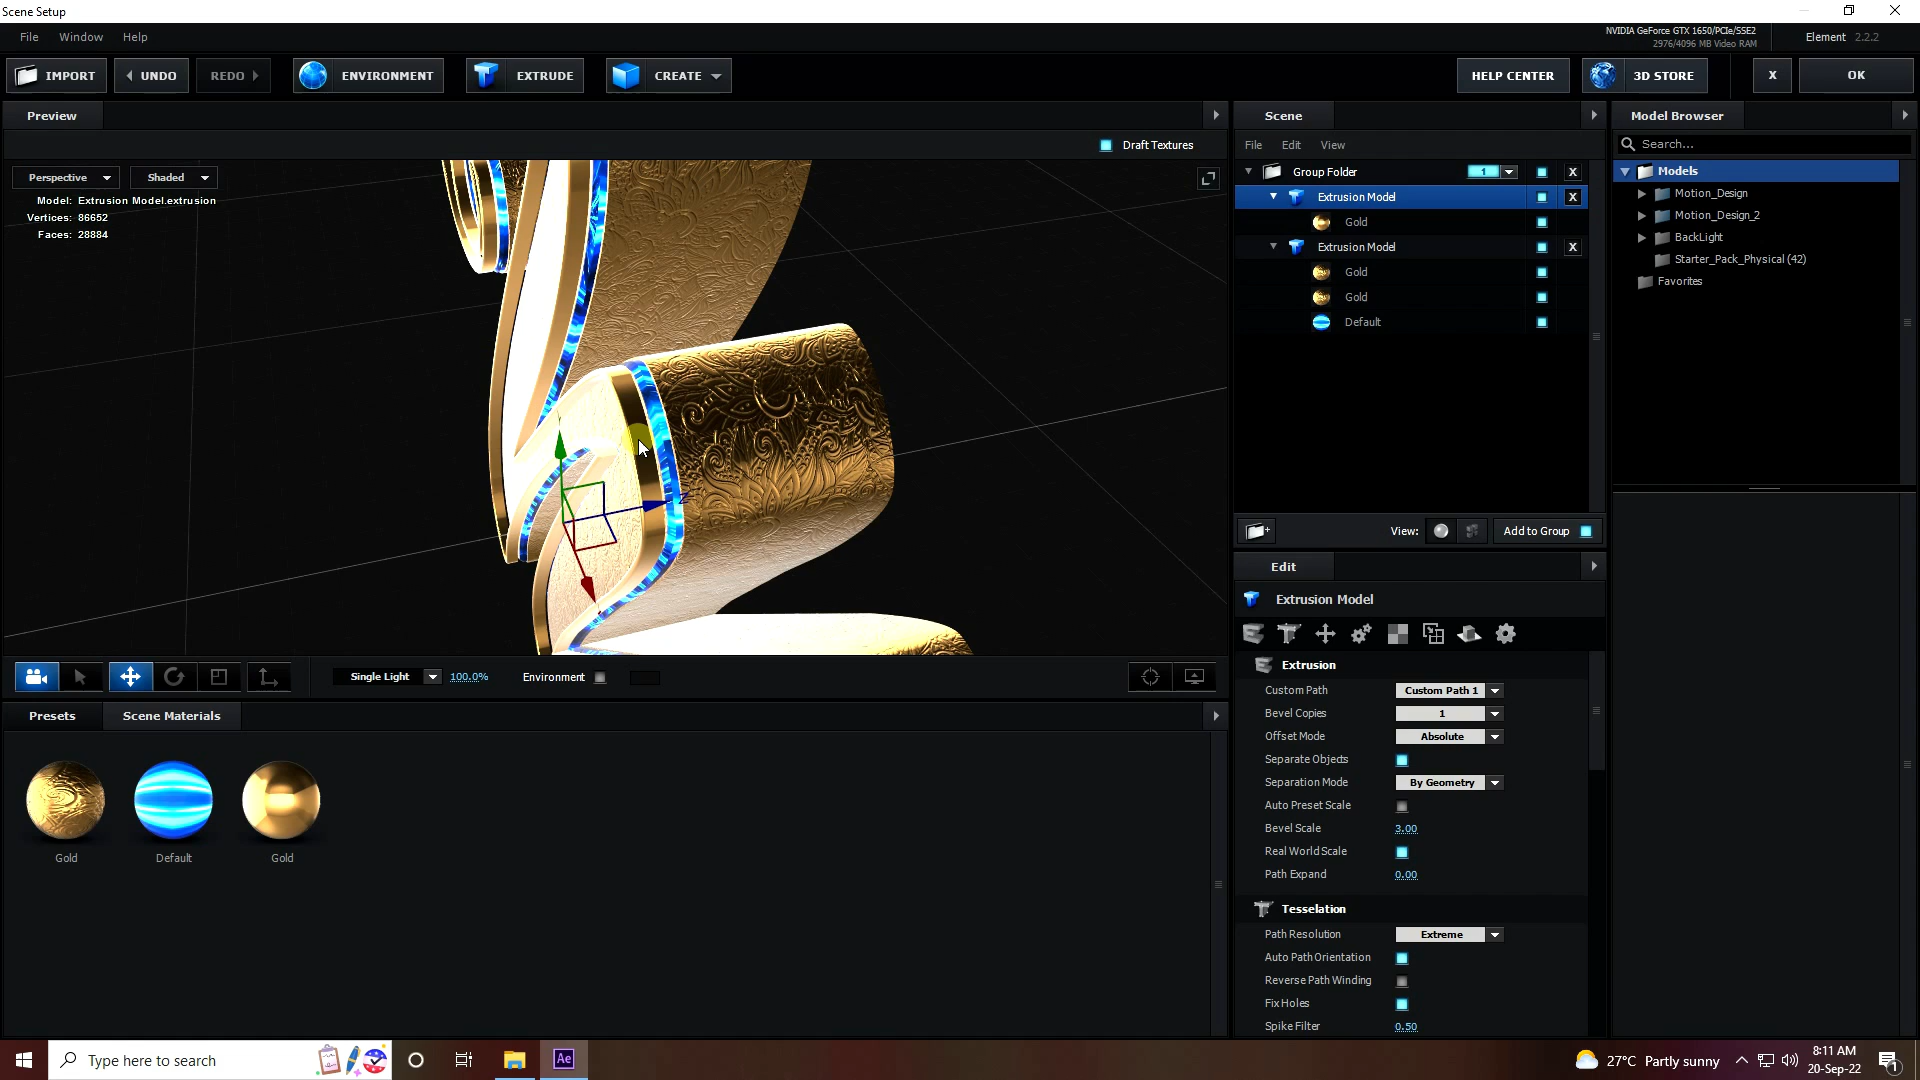 Scene Setup
File Window Help
NVIDIA GeForce GTX 1650/PCIe/SSE2
2976/4096 MB Video RAM
Element 2.2.2
IMPORT UNDO REDO ENVIRONMENT EXTRUDE CREATE HELP CENTER 3D STORE X OK
Preview
Draft Textures
Perspective Shaded
Model: Extrusion Model.extrusion
Vertices: 86652
Faces: 28884
Z
Single Light 100.0% Environment
Presets Scene Materials
Gold Default Gold
Scene
File Edit View
Group Folder 1 X
Extrusion Model X
Gold
Extrusion Model X
Gold
Gold
Default
View: Add to Group
Edit
Extrusion Model
Extrusion
Custom Path Custom Path 1
Bevel Copies 1
Offset Mode Absolute
Separate Objects
Separation Mode By Geometry
Auto Preset Scale
Bevel Scale 3.00
Real World Scale
Path Expand 0.00
Tesselation
Path Resolution Extreme
Auto Path Orientation
Reverse Path Winding
Fix Holes
Spike Filter 0.50
Model Browser
Search...
Models
Motion_Design
Motion_Design_2
BackLight
Starter_Pack_Physical (42)
Favorites
Type here to search
Ae
27°C Partly sunny
8:11 AM
20-Sep-22
1